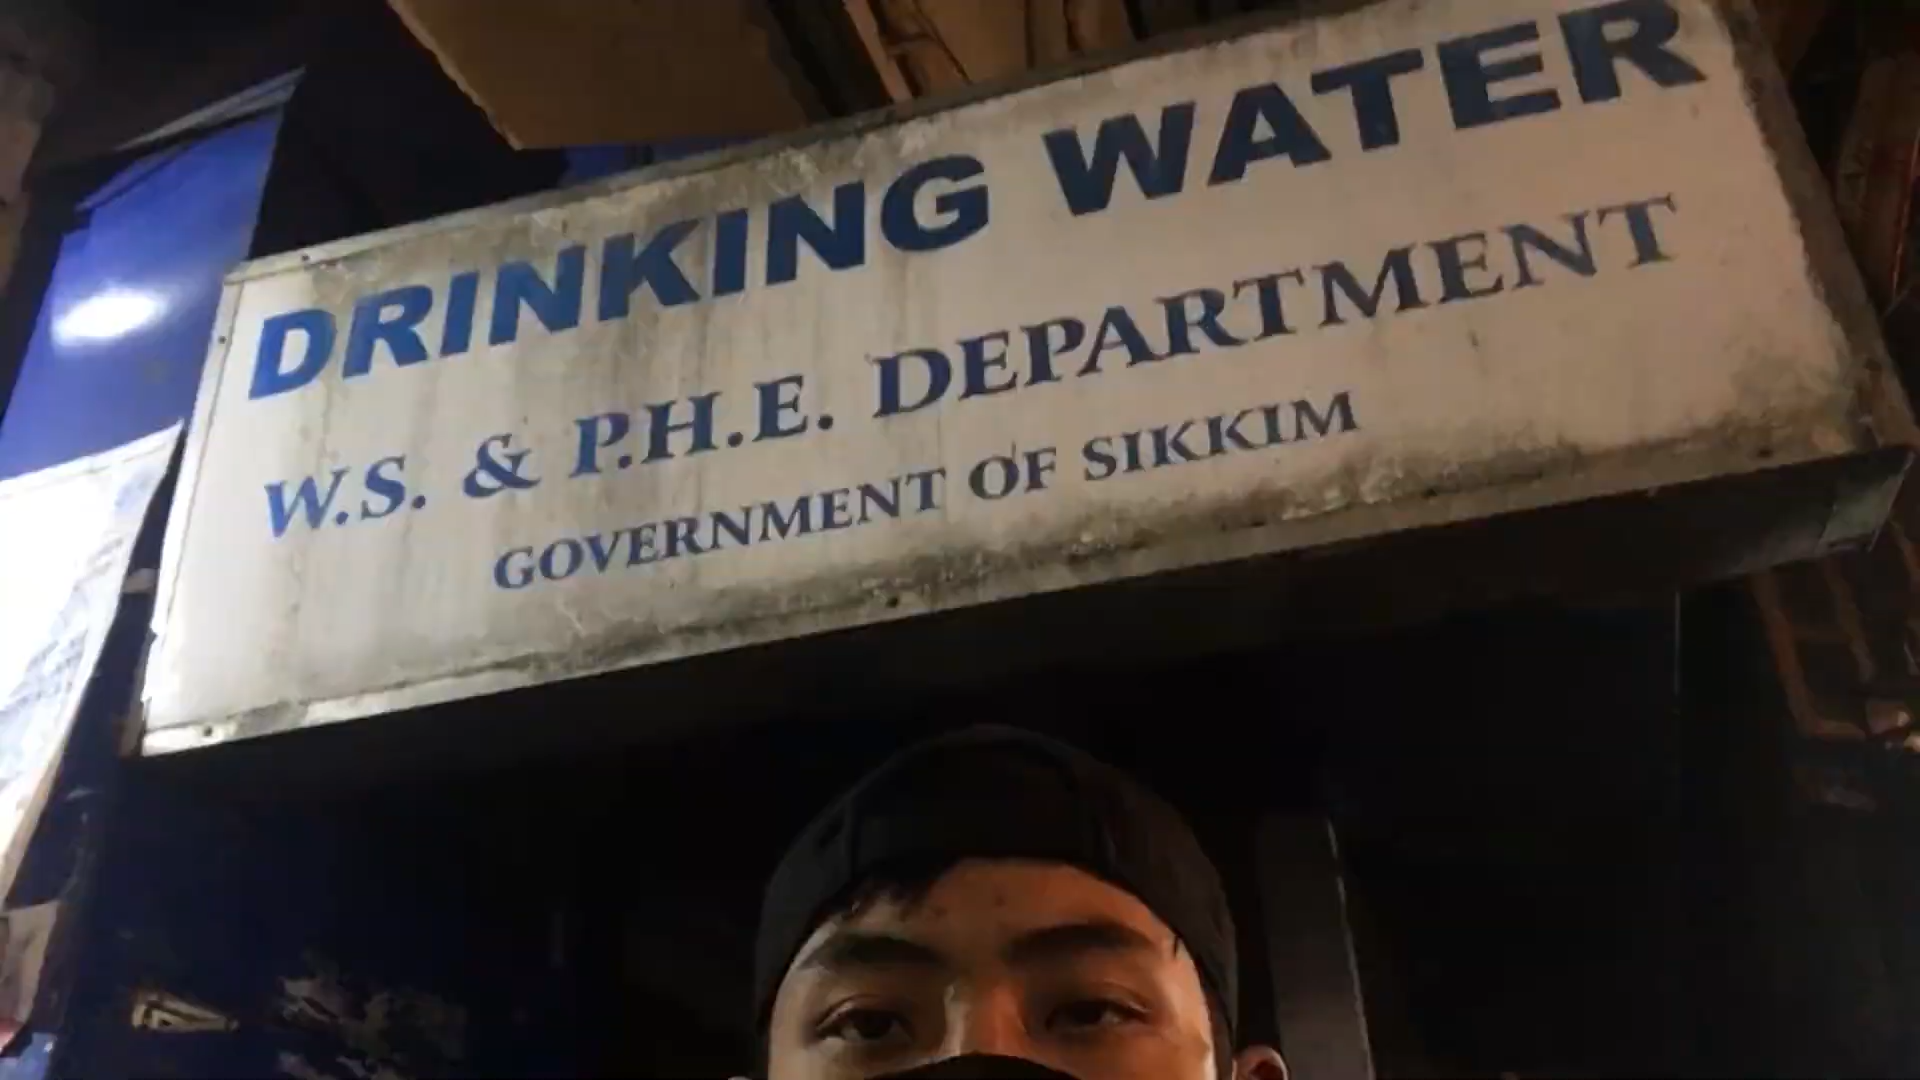 DRINKING WATER
W.S. & P.H.E. DEPARTMENT
GOVERNMENT OF SIKKIM